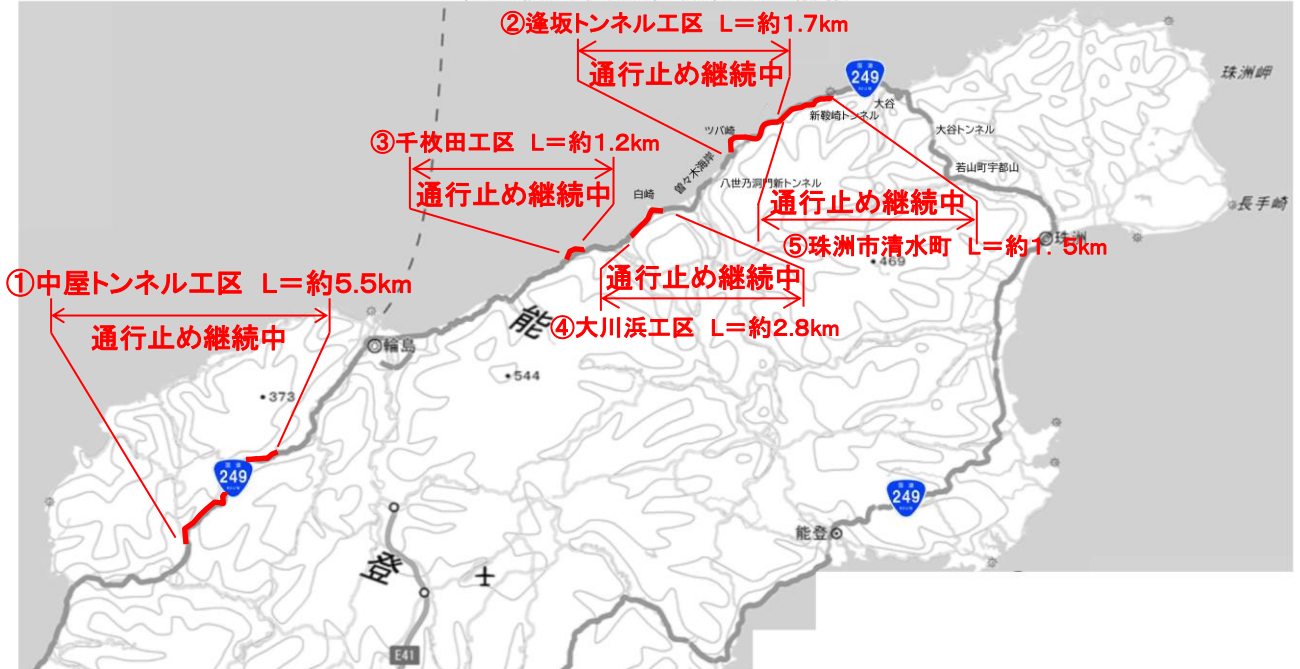 ②逢坂トンネル工区 L=約1.7km
通行止め継続中
249
珠洲岬
大谷
新鞍崎トンネル
ツバ崎
大谷トンネル
③千枚田工区 L=約1.2km
曽々木海岸
若山町宇都山
八世乃洞門新トンネル
通行止め継続中
白崎
通行止め継続中
長手崎
珠洲
⑤珠洲市清水町 L=約1.5km
469
①中屋トンネル工区 L=約5.5km
通行止め継続中
④大川浜工区 L=約2.8km
通行止め継続中
輪島
能
544
373
249
249
能登
登
E41